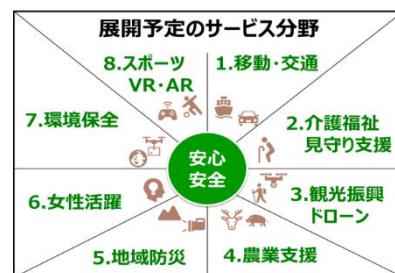 展開予定のサービス分野
8.スポーツ
VR・AR
1.移動・交通
7.環境保全
2.介護福祉
見守り支援
安心
安全
6.女性活躍
3.観光振興
ドローン
5.地域防災
4.農業支援